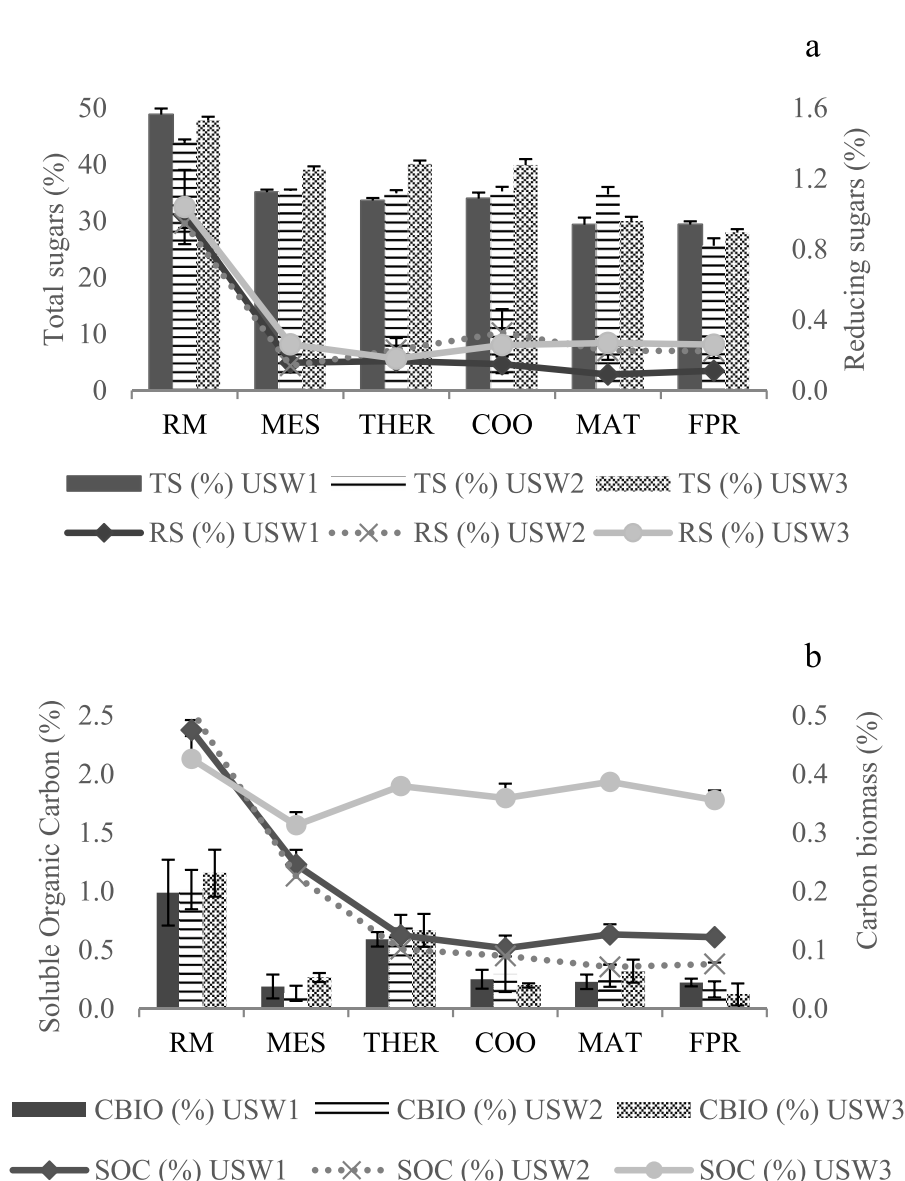 a
50
40
30
20
10
0
Total sugars (%)
1.6
1.2
0.8
0.4
0.0
Reducing sugars (%)
RM MES THER COO MAT FPR
TS (%) USW1 TS (%) USW2 TS (%) USW3
RS (%) USW1 RS (%) USW2 RS (%) USW3
b
2.5
2.0
1.5
1.0
0.5
0.0
Soluble Organic Carbon (%)
0.5
0.4
0.3
0.2
0.1
0.0
Carbon biomass (%)
RM MES THER COO MAT FPR
CBIO (%) USW1 CBIO (%) USW2 CBIO (%) USW3
SOC (%) USW1 SOC (%) USW2 SOC (%) USW3